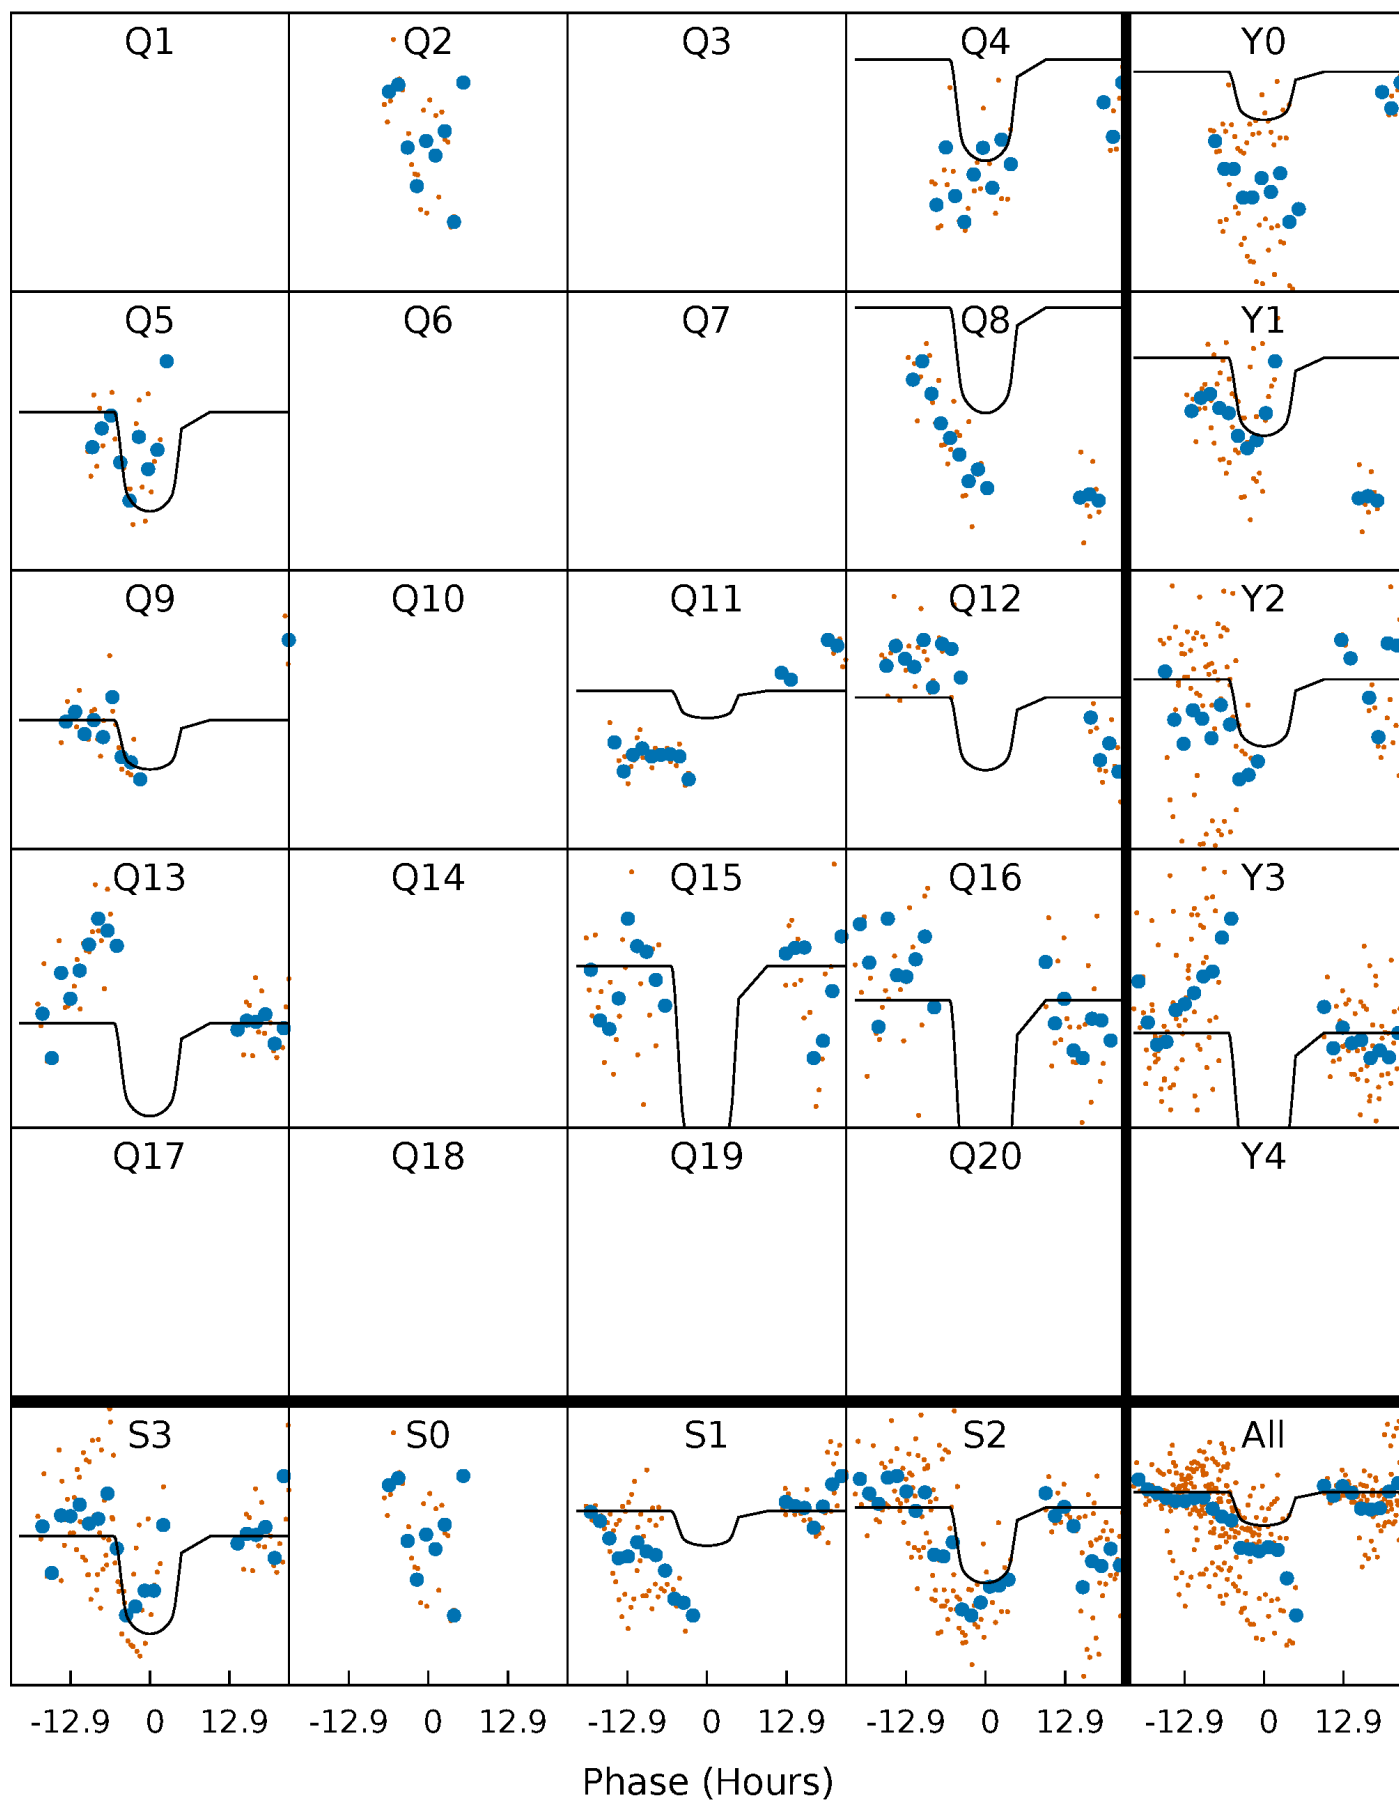 Q1 Q2 Q3 Q4 Y0
Q5 Q6 Q7 Q8 Y1
Q9 Q10 Q11 Q12 Y2
Q13 Q14 Q15 Q16 Y3
Q17 Q18 Q19 Q20 Y4
S3 S0 S1 S2 All
-12.9 0 12.9 -12.9 0 12.9 -12.9 0 12.9 -12.9 0 12.9 -12.9 0 12.9
Phase (Hours)